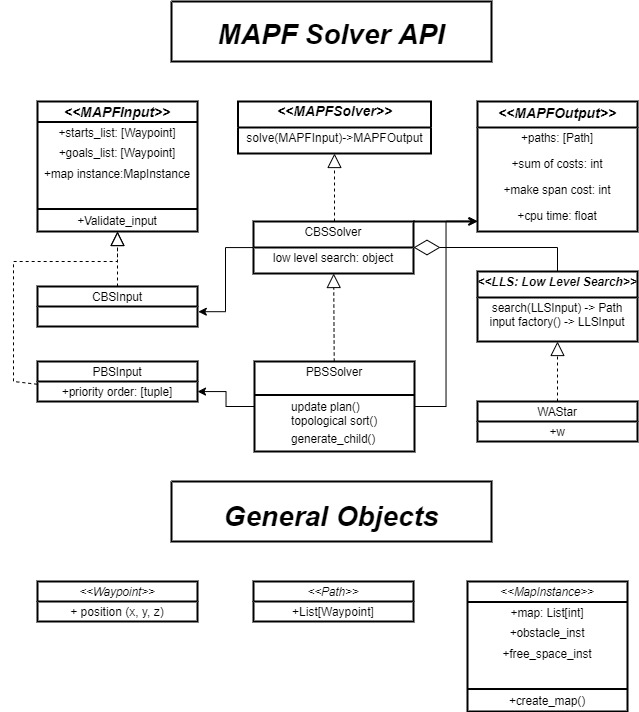 MAPF Solver API
<<MAPFInput>>
+starts_list: [Waypoint]
+goals_list: [Waypoint]
+map instance:MapInstance
+Validate_input
<<MAPFSolver>>
solve(MAPFInput)->MAPFOutput
<<MAPFOutput>>
+paths: [Path]
+sum of costs: int
+make span cost: int
+cpu time: float
CBSSolver
low level search: object
<<LLS: Low Level Search>>
search(LLSInput) -> Path
input factory() -> LLSInput
CBSInput
PBSInput
+priority order: [tuple]
PBSSolver
update plan()
topological sort()
generate_child()
WAStar
+w
General Objects
<<Waypoint>>
+ position (x, y, z)
<<Path>>
+List[Waypoint]
<<MapInstance>>
+map: List[int]
+obstacle_inst
+free_space_inst
+create_map()